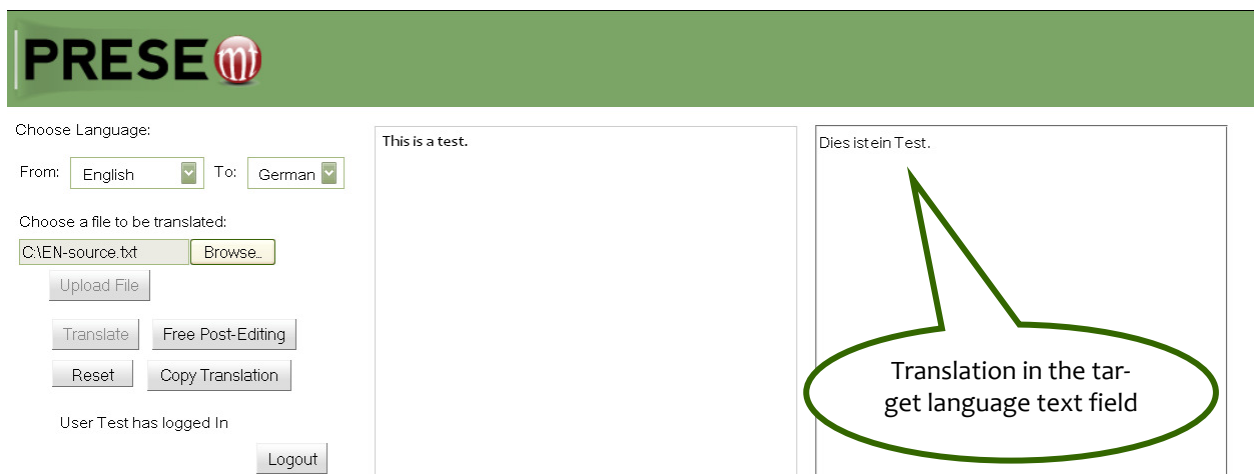 PRESEmt
Choose Language:
From: English To: German
Choose a file to be translated:
C:\EN-source.txt Browse...
Upload File
Translate Free Post-Editing
Reset Copy Translation
User Test has logged In
Logout
This is a test.
Dies ist ein Test.
Translation in the tar-
get language text field